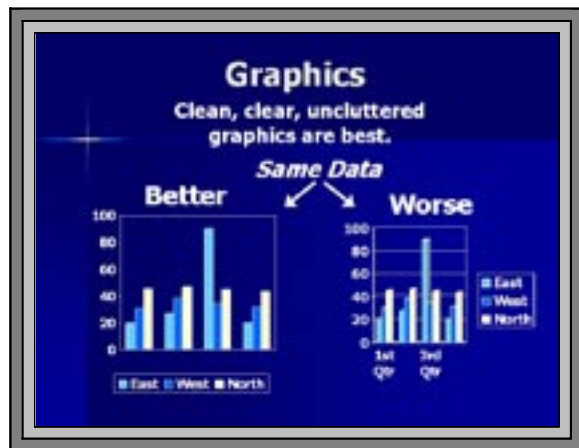 Graphics
Clean, clear, uncluttered
graphics are best.
Same Data
Better
Worse
100
80
60
40
20
0
East West North
100
80
60
40
20
0
1st 3rd
Qtr Qtr
East
West
North